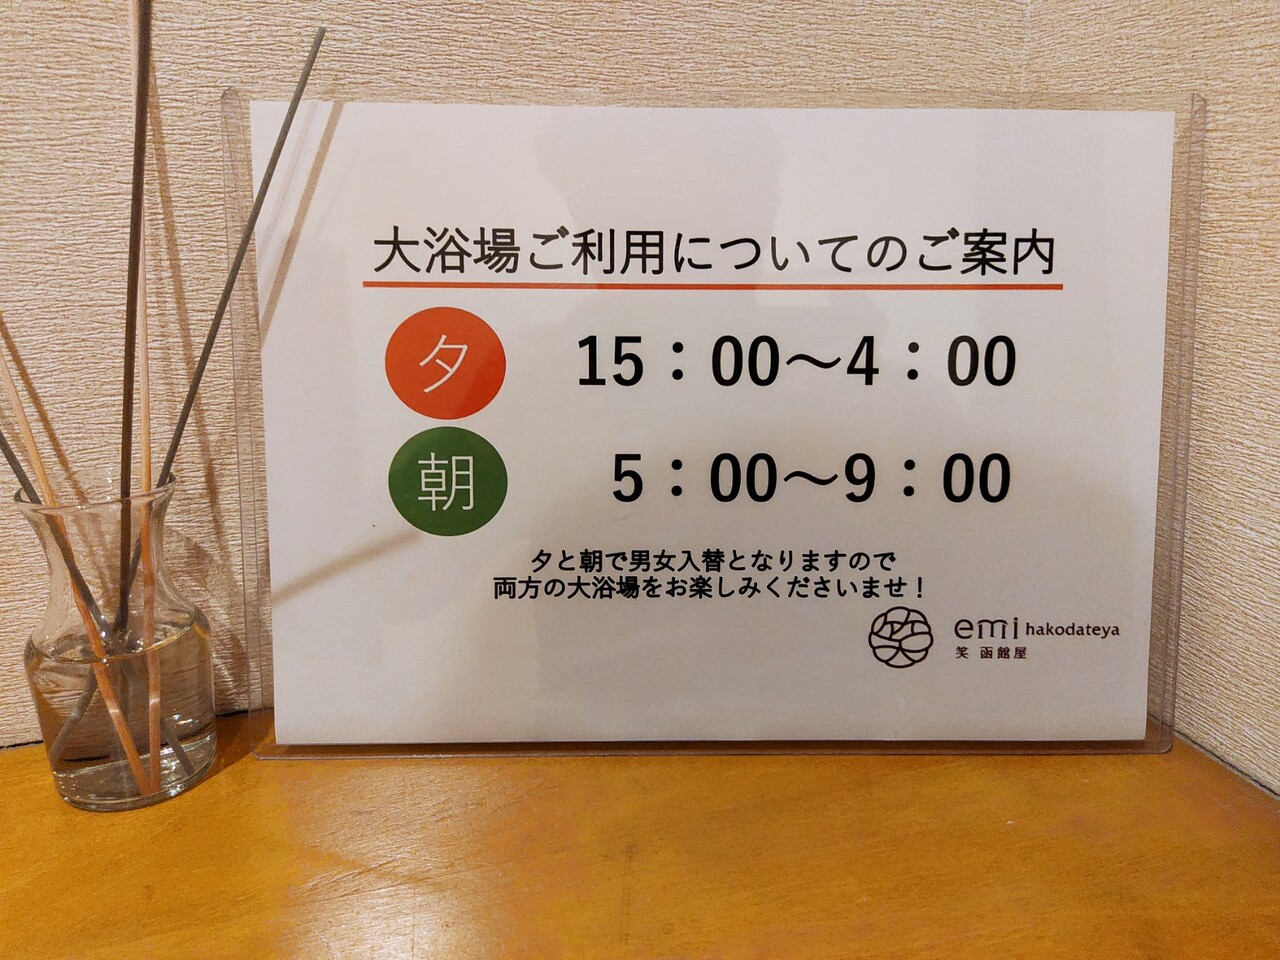 大浴場ご利用についてのご案内
夕 15：00～4：00
朝 5：00～9：00
夕と朝で男女入替となりますので
両方の大浴場をお楽しみくださいませ！
emi hakodateya
笑 函館屋